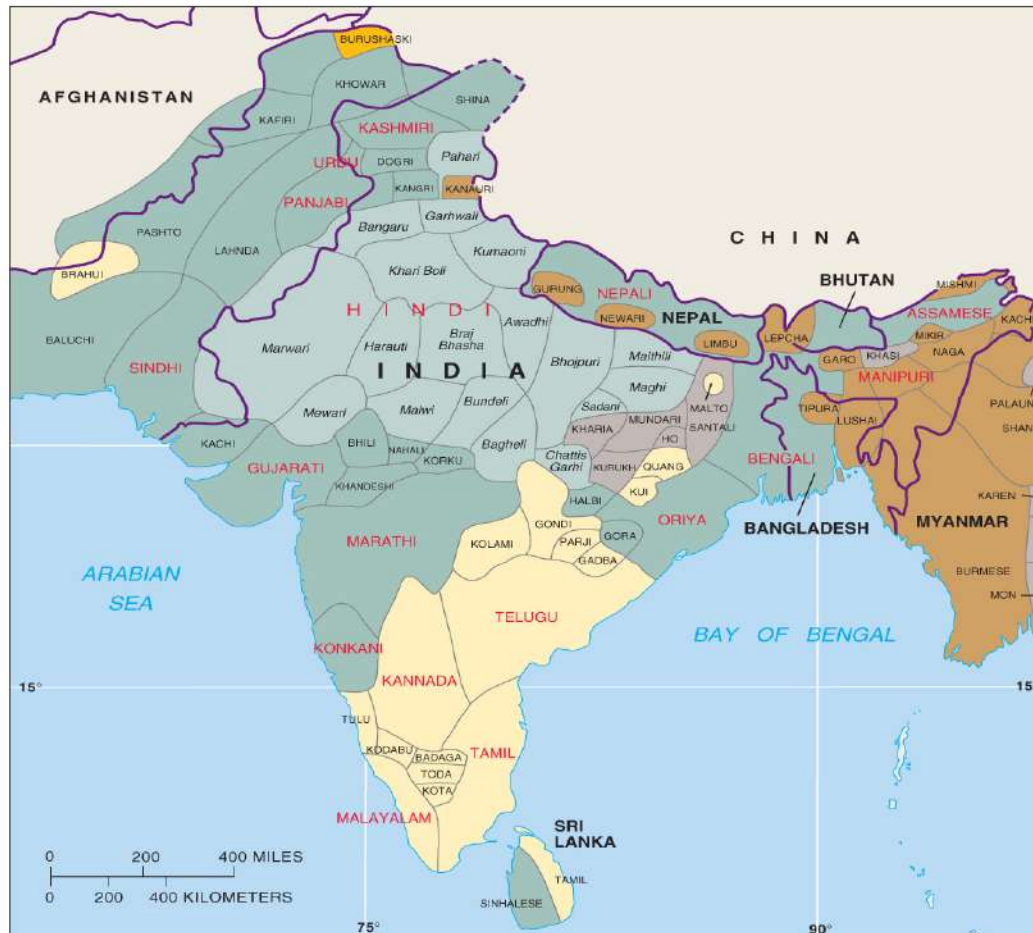 BURUSHASKI
AFGHANISTAN
KHOWAR
SHINA
KAFIRI
KASHMIRI
URDU
DOGRI
Pahari
PANJABI
KANGRI
KANAURI
PASHTO
LAHNDA
Bangaru
Garhwali
Kumaoni
CHINA
BRAHUI
Khari Boli
BHUTAN
GURUNG
NEPALI
MISHMI
HINDI
NEWARI
NEPAL
LEPCHA
ASSAMESE
KACH
BALUCHI
SINDHI
Marwari
Harauti
Braj
Bhasha
Awadhi
LIMBU
MIKIR
NAGA
INDIA
Bhojpuri
Maithili
GARO
KHASI
MANIPURI
Mewari
Malwi
Bundeli
Maghi
Sadani
MALTO
TIPURA
LUSHAI
PALAUN
SHAN
KACHI
BHILI
NAHALI
KORKU
Bagheli
KHARIA
MUNDARI
SANTALI
HO
Chattis
Garhi
KURUKH
QUANG
BENGALI
GUJARATI
KHANDESHI
HALBI
KUI
ORIYA
KAREN
BANGLADESH
MYANMAR
MARATHI
KOLAMI
GONDI
PARJI
GORA
GADBA
BURMESE
MON
ARABIAN
SEA
TELUGU
BAY OF BENGAL
KONKANI
KANNADA
15°
15
TULU
KODABU
BADAGA
TODA
KOTA
TAMIL
MALAYALAM
SRI
LANKA
TAMIL
SINHALESE
0 200 400 MILES
0 200 400 KILOMETERS
75°
90°